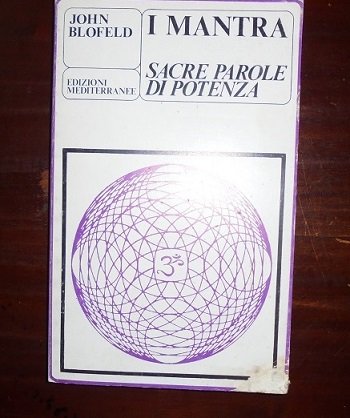 JOHN
BLOFELD
I MANTRA
EDIZIONI
MEDITERRANEE
SACRE PAROLE
DI POTENZA
ॐ